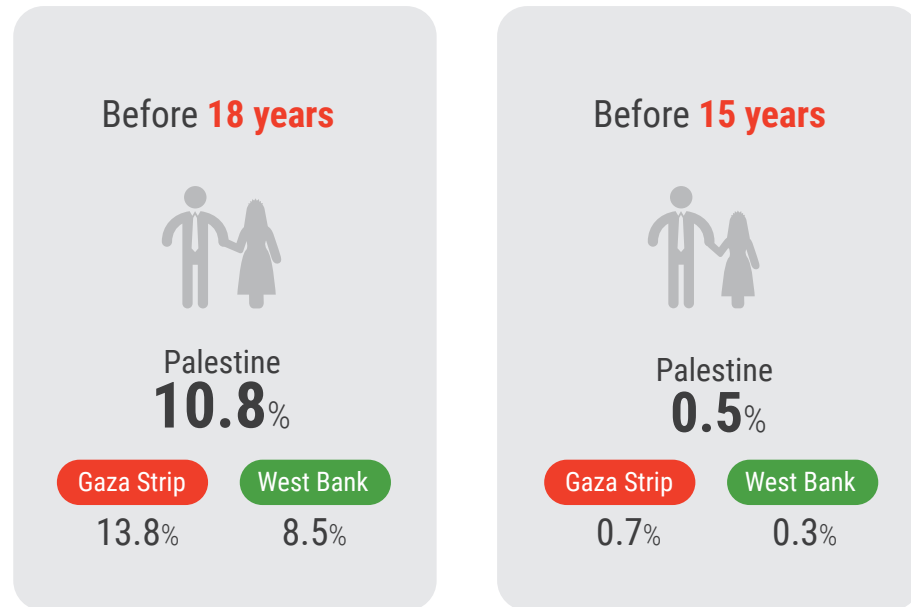 Before 18 years
Palestine
10.8%
Gaza Strip West Bank
13.8% 8.5%
Before 15 years
Palestine
0.5%
Gaza Strip West Bank
0.7% 0.3%